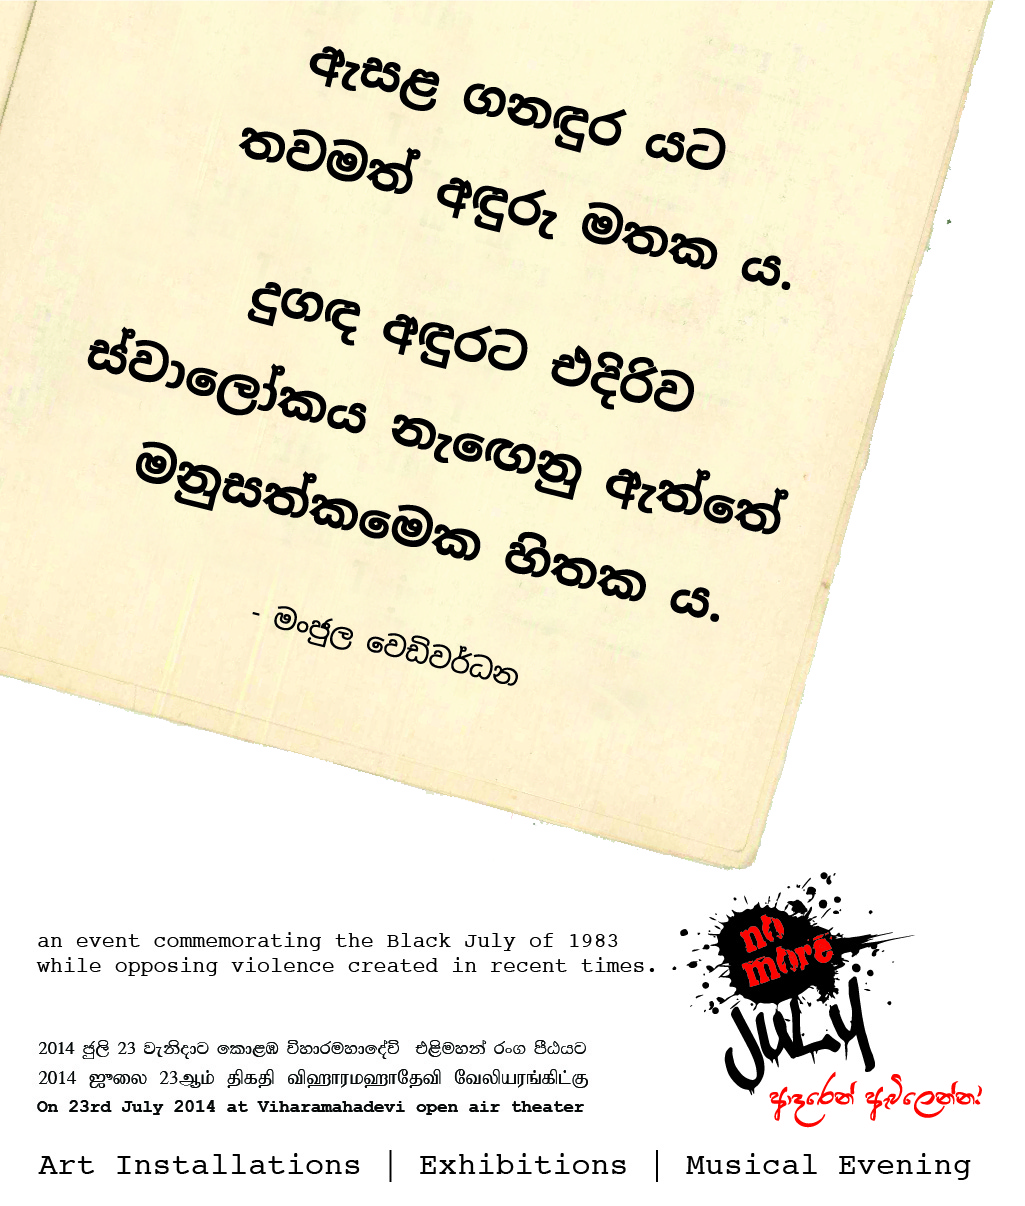 ඇසළ ගනඳුර යට
තවමත් අඳුරු මතක ය.
දුගඳ අඳුරට එදිරිව
ස්වාලෝකය නැඟෙනු ඇත්තේ
මනුසත්කමෙක හිතක ය.
- මංජුල වෙඩිවර්ධන
no
more
JULY
ආදරෙන් ඇවිලෙන්න!
an event commemorating the Black July of 1983
while opposing violence created in recent times.
2014 ජුලි 23 වැනිදාට කොළඹ විහාරමහාදේවි එළිමහන් රංග පීඨයට
2014 ஜுலை 23ஆம் திகதி விஹாரமஹாதேவி வேலியரங்கிட்கு
On 23rd July 2014 at Viharamahadevi open air theater
Art Installations | Exhibitions | Musical Evening